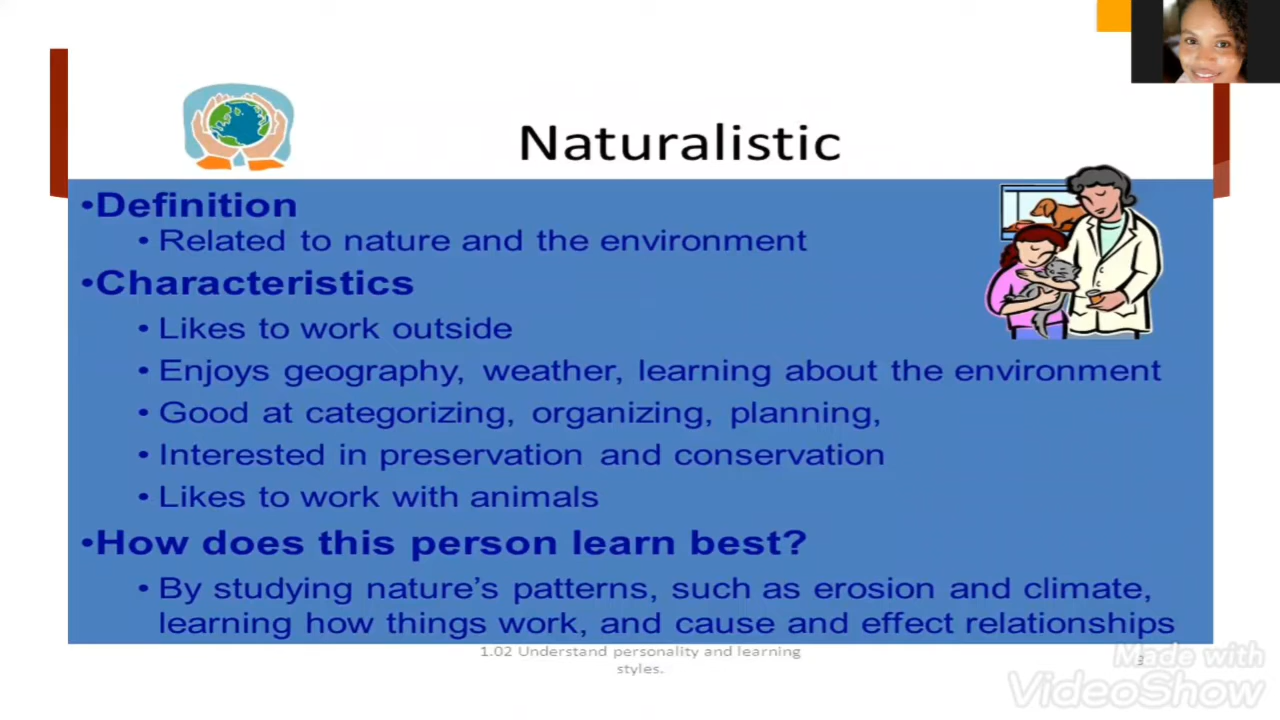 Naturalistic
•Definition
• Related to nature and the environment
•Characteristics
• Likes to work outside
• Enjoys geography, weather, learning about the environment
• Good at categorizing, organizing, planning,
• Interested in preservation and conservation
• Likes to work with animals
•How does this person learn best?
• By studying nature's patterns, such as erosion and climate,
learning how things work, and cause and effect relationships
1.02 Understand personality and learning
styles.
Made with
VideoShow